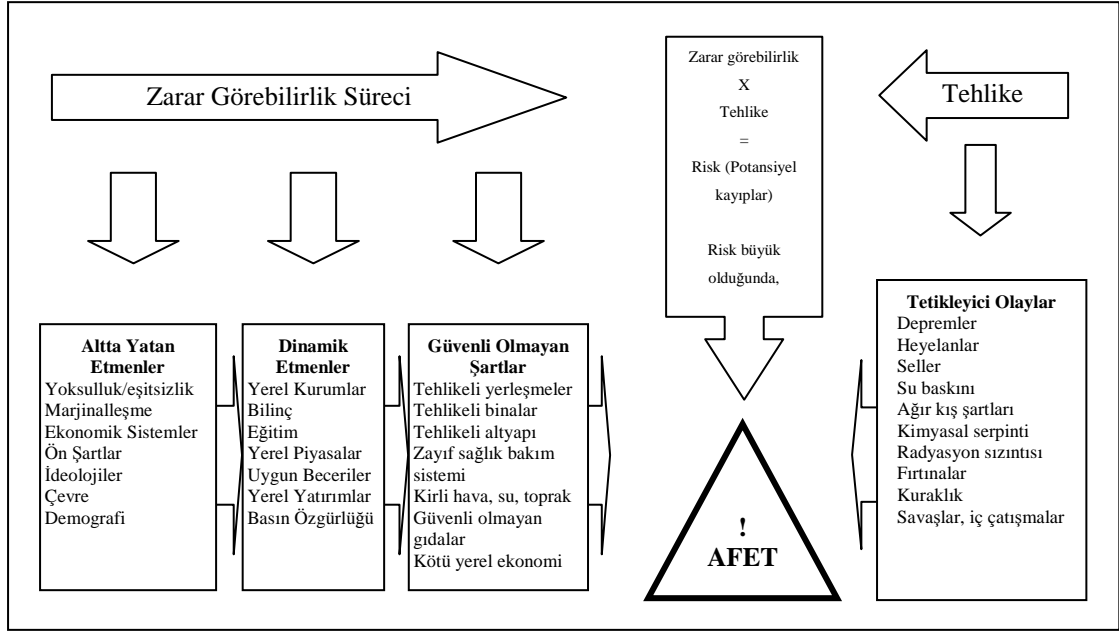 Zarar Görebilirlik Süreci
Zarar görebilirlik
X
Tehlike
=
Risk (Potansiyel
kayıplar)
Risk büyük
olduğunda,
Tehlike
Altta Yatan
Etmenler
Yoksulluk/eşitsizlik
Marjinalleşme
Ekonomik Sistemler
Ön Şartlar
İdeolojiler
Çevre
Demografi
Dinamik
Etmenler
Yerel Kurumlar
Bilinç
Eğitim
Yerel Piyasalar
Uygun Beceriler
Yerel Yatırımlar
Basın Özgürlüğü
Güvenli Olmayan
Şartlar
Tehlikeli yerleşmeler
Tehlikeli binalar
Tehlikeli altyapı
Zayıf sağlık bakım
sistemi
Kirli hava, su, toprak
Güvenli olmayan
gıdalar
Kötü yerel ekonomi
!
AFET
Tetikleyici Olaylar
Depremler
Heyelanlar
Seller
Su baskını
Ağır kış şartları
Kimyasal serpinti
Radyasyon sızıntısı
Fırtınalar
Kuraklık
Savaşlar, iç çatışmalar